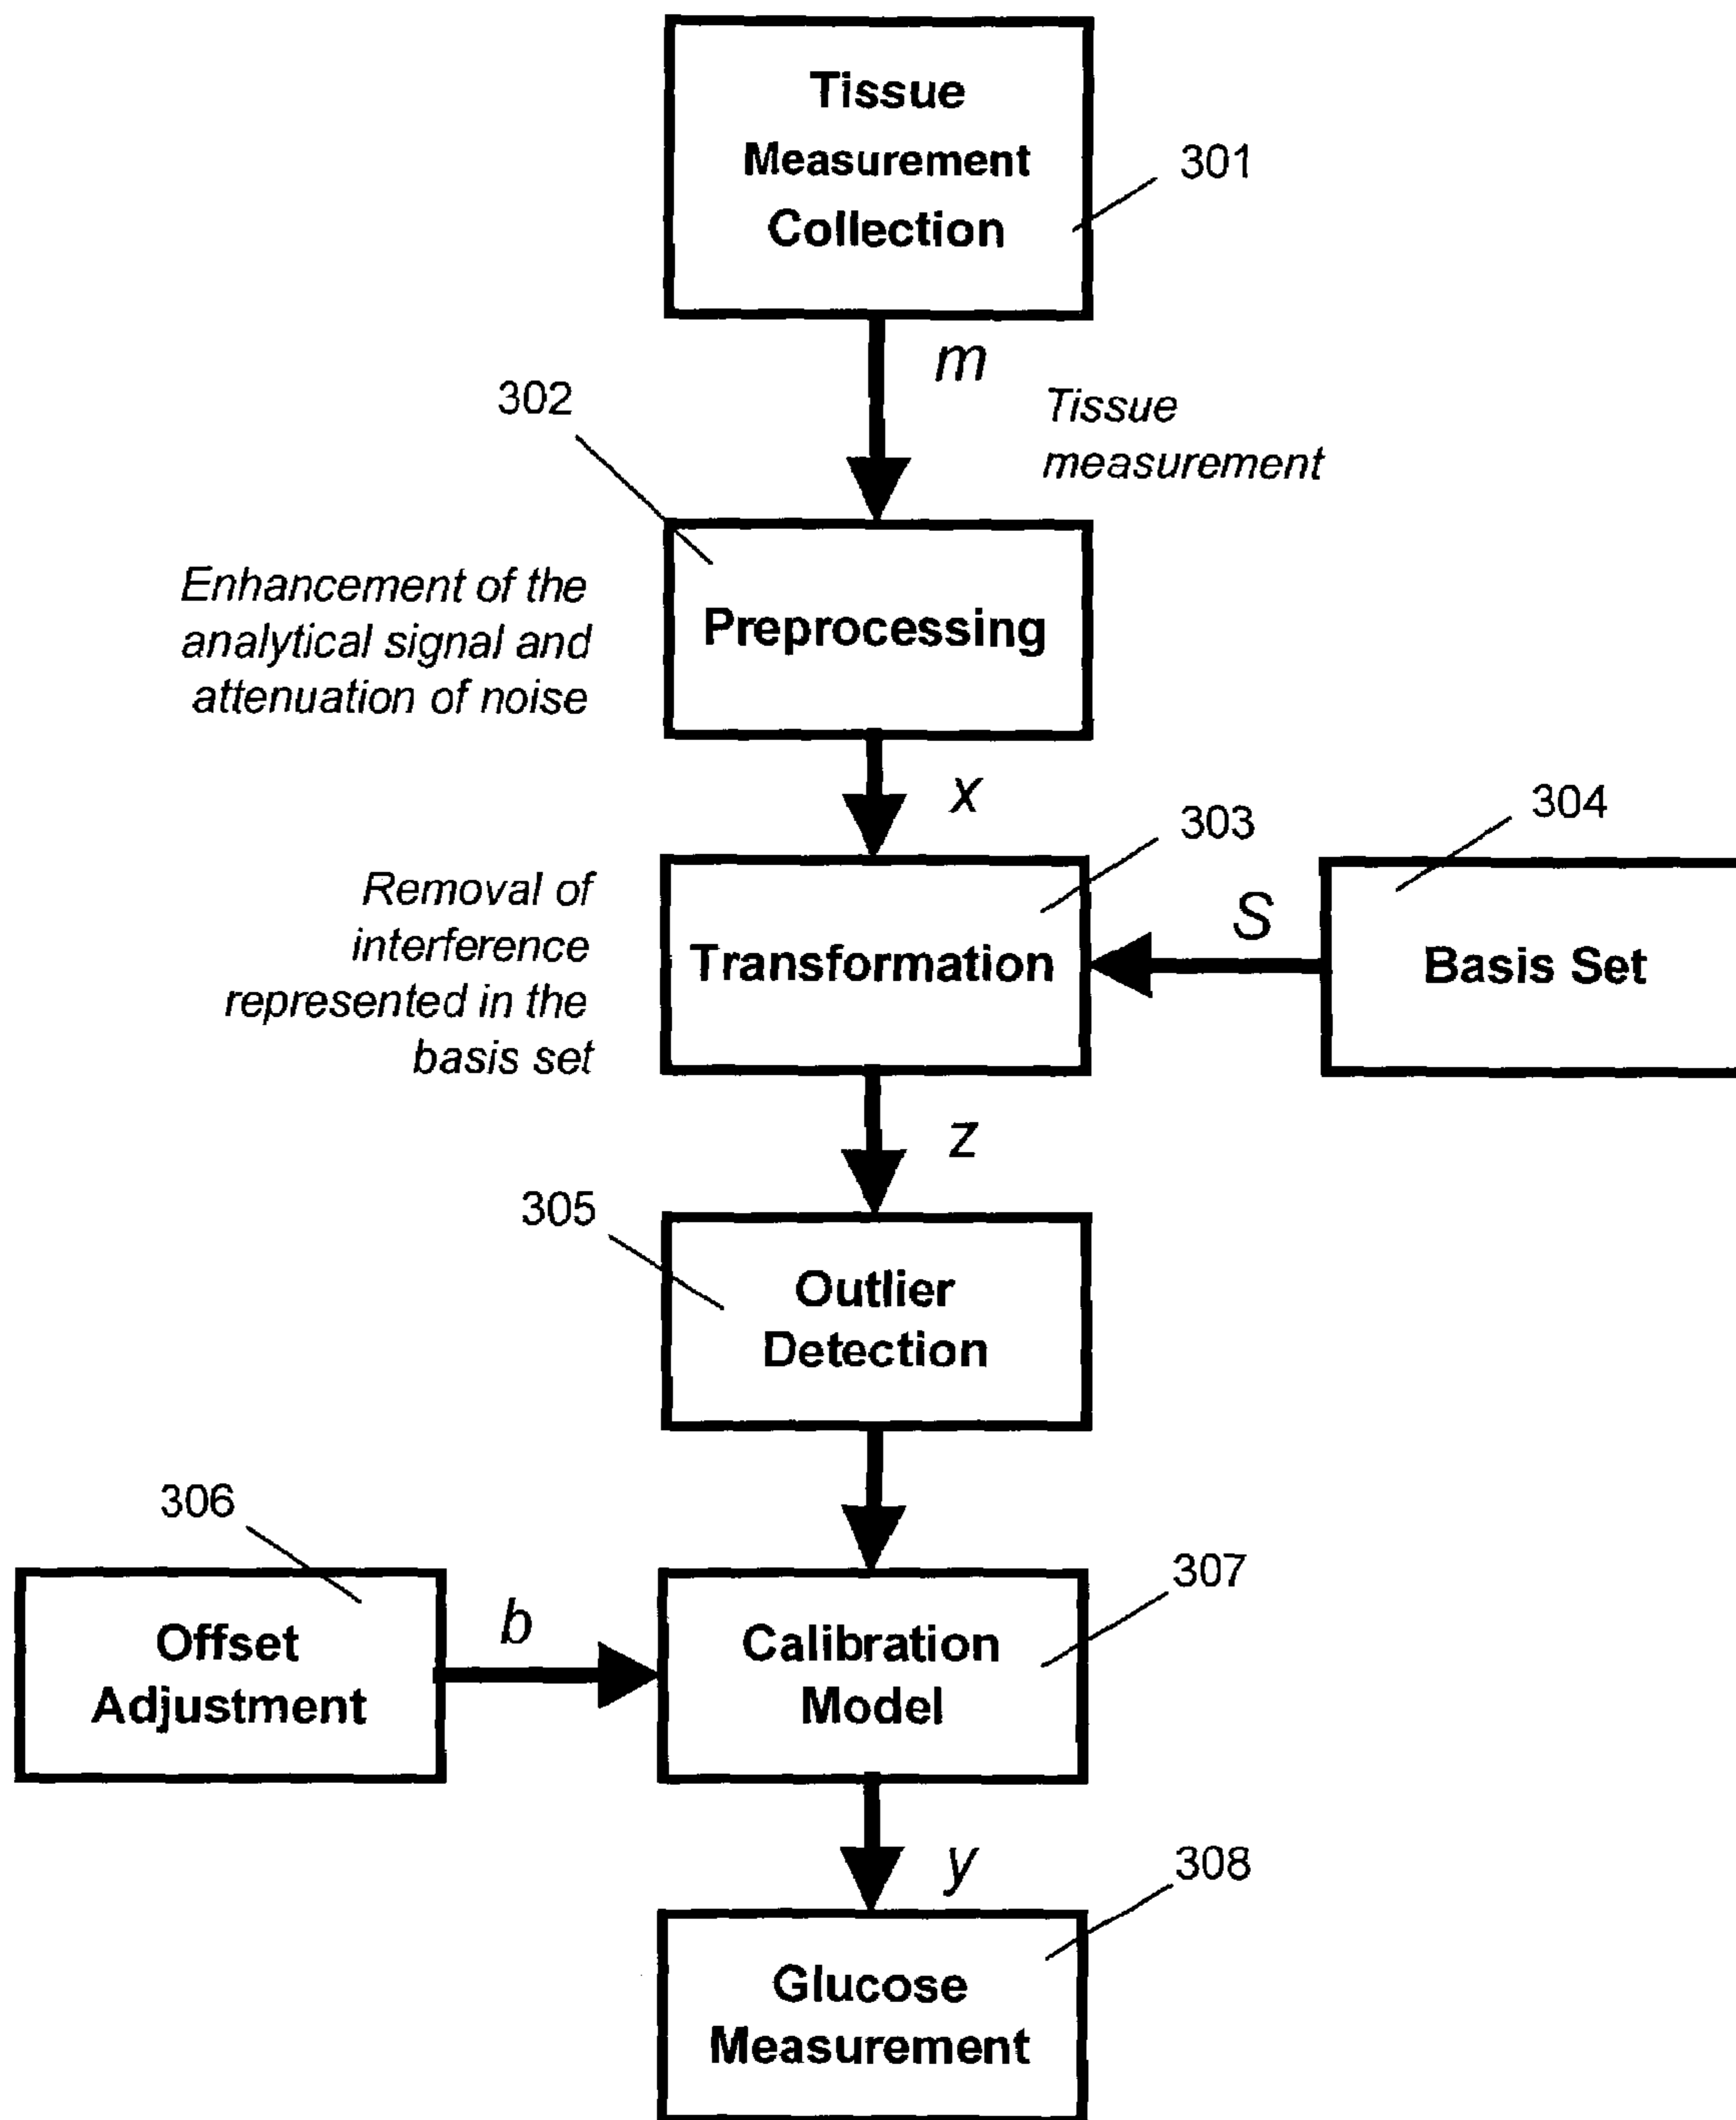 Tissue
Measurement
Collection
301
m
Tissue
measurement
302
Enhancement of the
analytical signal and
attenuation of noise
Preprocessing
x
303
304
Removal of
interference
represented in the
basis set
Transformation
S
Basis Set
z
305
Outlier
Detection
306
Offset
Adjustment
b
307
Calibration
Model
y
308
Glucose
Measurement